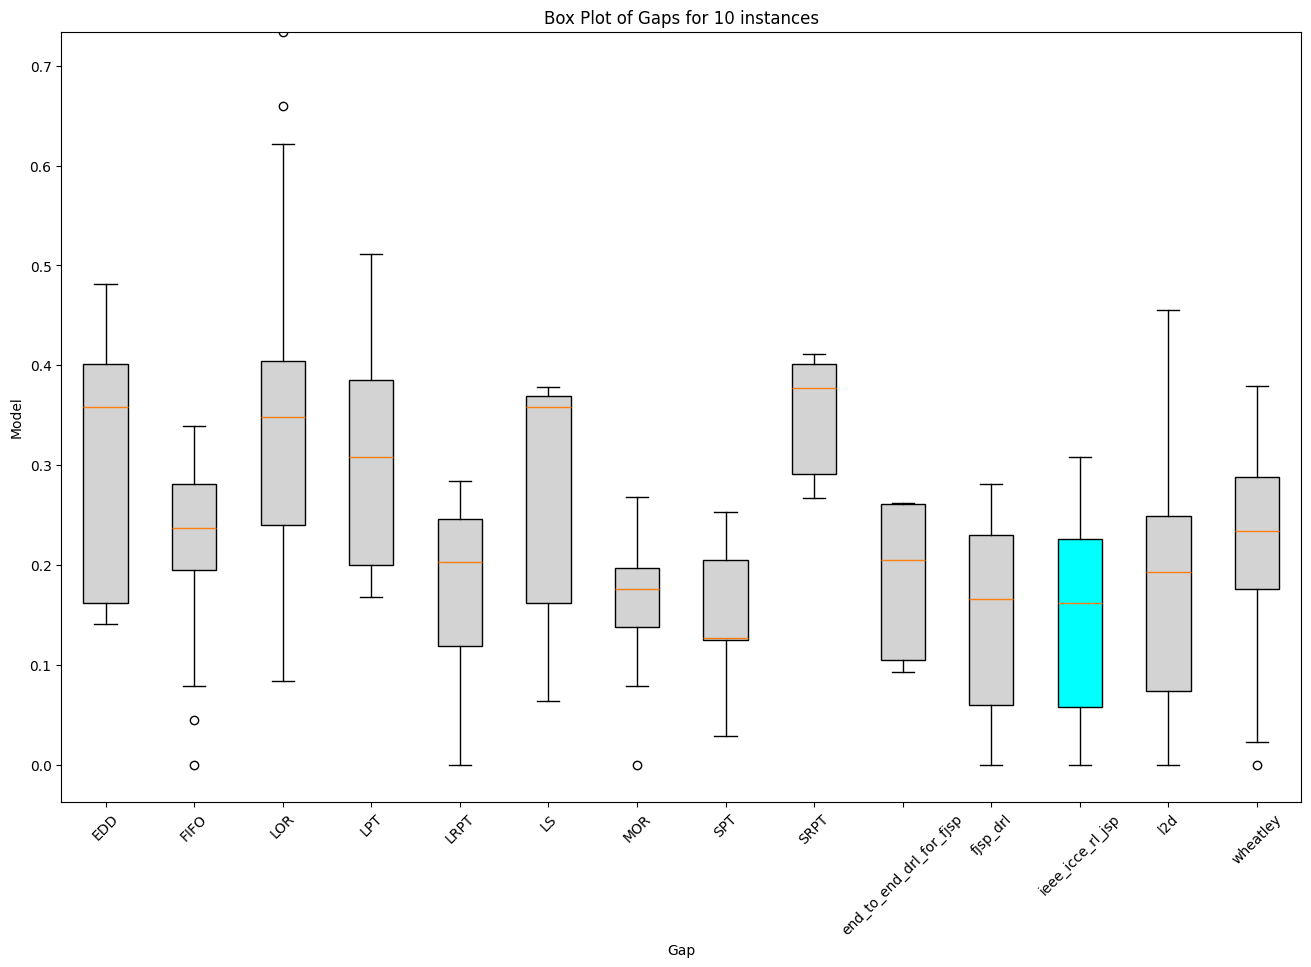 Box Plot of Gaps for 10 instances
Model
0.7
0.6
0.5
0.4
0.3
0.2
0.1
0.0
EDD
FIFO
LOR
LPT
LRPT
LS
MOR
SPT
SRPT
end_to_end_drl_for_fjsp
fjsp_drl
ieee_icce_rl_jsp
l2d
wheatley
Gap